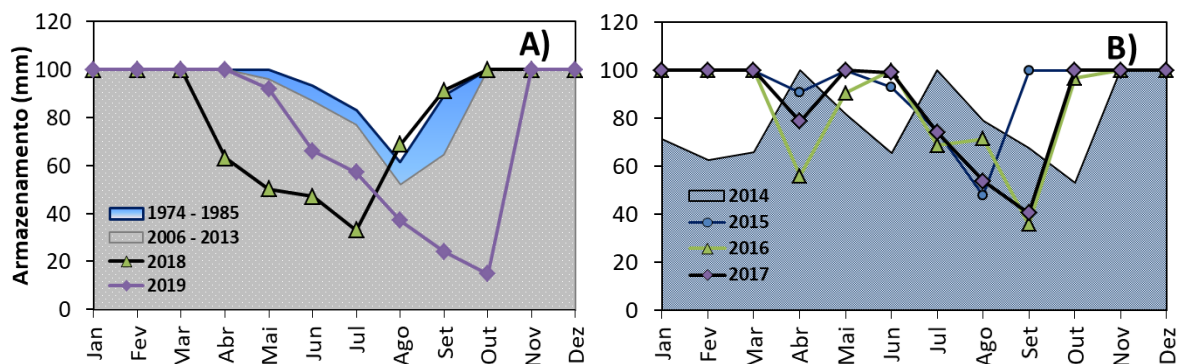 Armazenamento (mm)
120
100
80
60
40
20
0
A)
1974 - 1985
2006 - 2013
2018
2019
Jan Fev Mar Abr Mai Jun Jul Ago Set Out Nov Dez
120
100
80
60
40
20
0
B)
2014
2015
2016
2017
Jan Fev Mar Abr Mai Jun Jul Ago Set Out Nov Dez